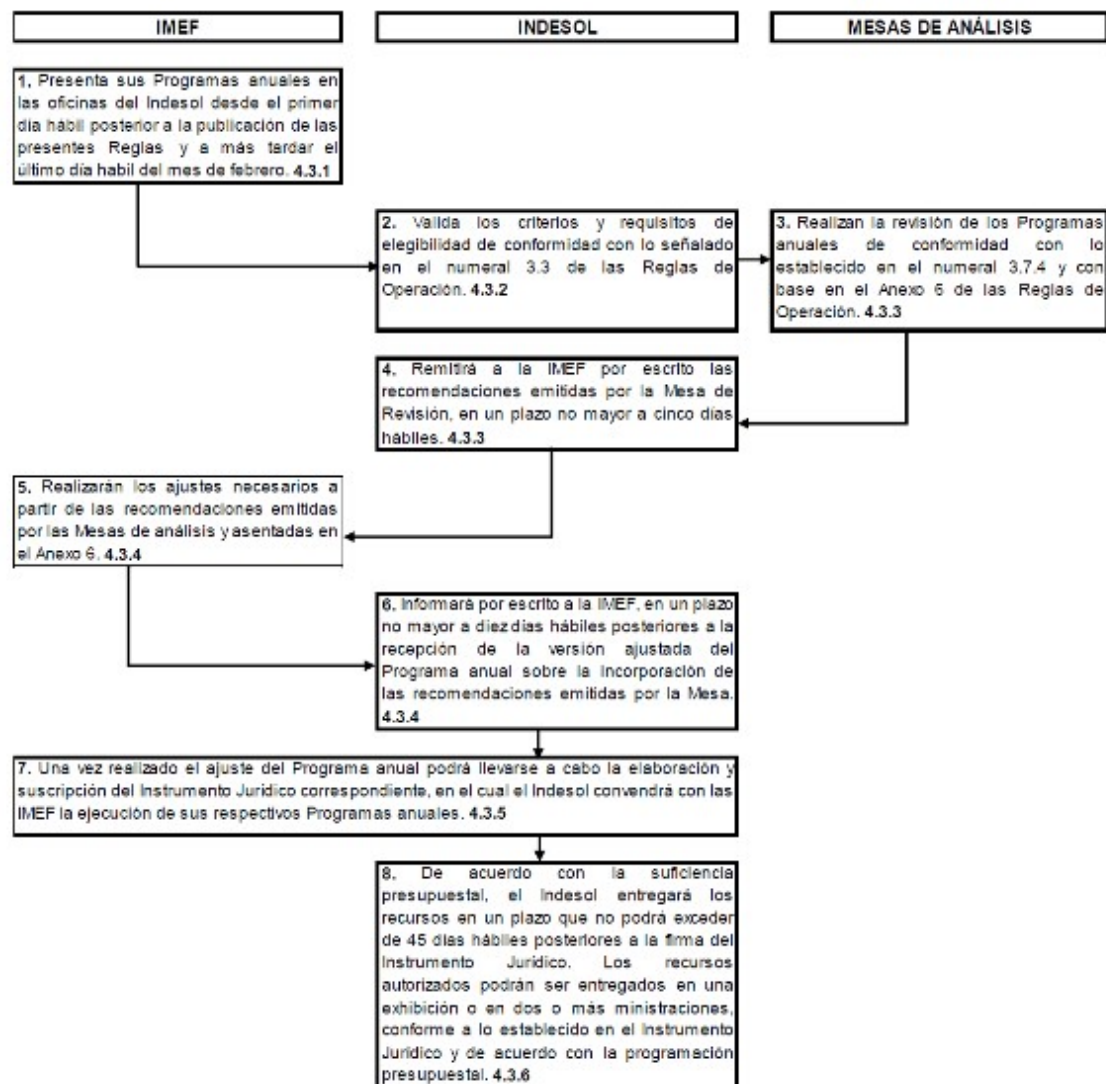 IMEF
INDESOL
MESAS DE ANÁLISIS
1. Presenta sus Programas anuales en
las oficinas del Indesol desde el primer
día hábil posterior a la publicación de las
presentes Reglas y a más tardar el
último día habil del mes de febrero. 4.3.1
2. Valida los criterios y requisitos de
elegibilidad de conformidad con lo señalado
en el numeral 3.3 de las Reglas de
Operación. 4.3.2
3. Realizan la revisión de los Programas
anuales de conformidad con lo
establecido en el numeral 3.7.4 y con
base en el Anexo 6 de las Reglas de
Operación. 4.3.3
4. Remitirá a la IMEF por escrito las
recomendaciones emitidas por la Mesa de
Revisión, en un plazo no mayor a cinco días
hábiles. 4.3.3
5. Realizarán los ajustes necesarios a
partir de las recomendaciones emitidas
por las Mesas de análisis y asentadas en
el Anexo 6. 4.3.4
6. Informará por escrito a la IMEF, en un plazo
no mayor a diez días hábiles posteriores a la
recepción de la versión ajustada del
Programa anual sobre la incorporación de
las recomendaciones emitidas por la Mesa.
4.3.4
7. Una vez realizado el ajuste del Programa anual podrá llevarse a cabo la elaboración y
suscripción del Instrumento Jurídico correspondiente, en el cual el Indesol convendrá con las
IMEF la ejecución de sus respectivos Programas anuales. 4.3.5
8. De acuerdo con la suficiencia
presupuestal, el Indesol entregará los
recursos en un plazo que no podrá exceder
de 45 días hábiles posteriores a la firma del
Instrumento Jurídico. Los recursos
autorizados podrán ser entregados en una
exhibición o en dos o más ministraciones,
conforme a lo establecido en el Instrumento
Jurídico y de acuerdo con la programación
presupuestal. 4.3.6